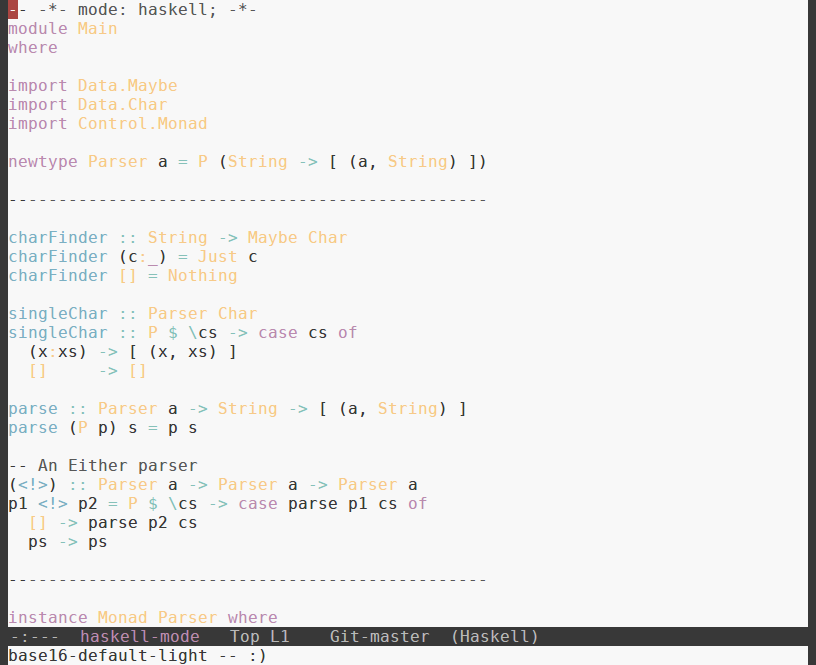 -- -*- mode: haskell; -*-
module Main
where

import Data.Maybe
import Data.Char
import Control.Monad

newtype Parser a = P (String -> [ (a, String) ])

------------------------------------------------

charFinder :: String -> Maybe Char
charFinder (c:_) = Just c
charFinder [] = Nothing

singleChar :: Parser Char
singleChar :: P $ \cs -> case cs of
  (x:xs) -> [ (x, xs) ]
  []     -> []

parse :: Parser a -> String -> [ (a, String) ]
parse (P p) s = p s

-- An Either parser
(<!>) :: Parser a -> Parser a -> Parser a
p1 <!> p2 = P $ \cs -> case parse p1 cs of
  [] -> parse p2 cs
  ps -> ps

------------------------------------------------

instance Monad Parser where
-:---  haskell-mode   Top L1    Git-master  (Haskell)
base16-default-light -- :)